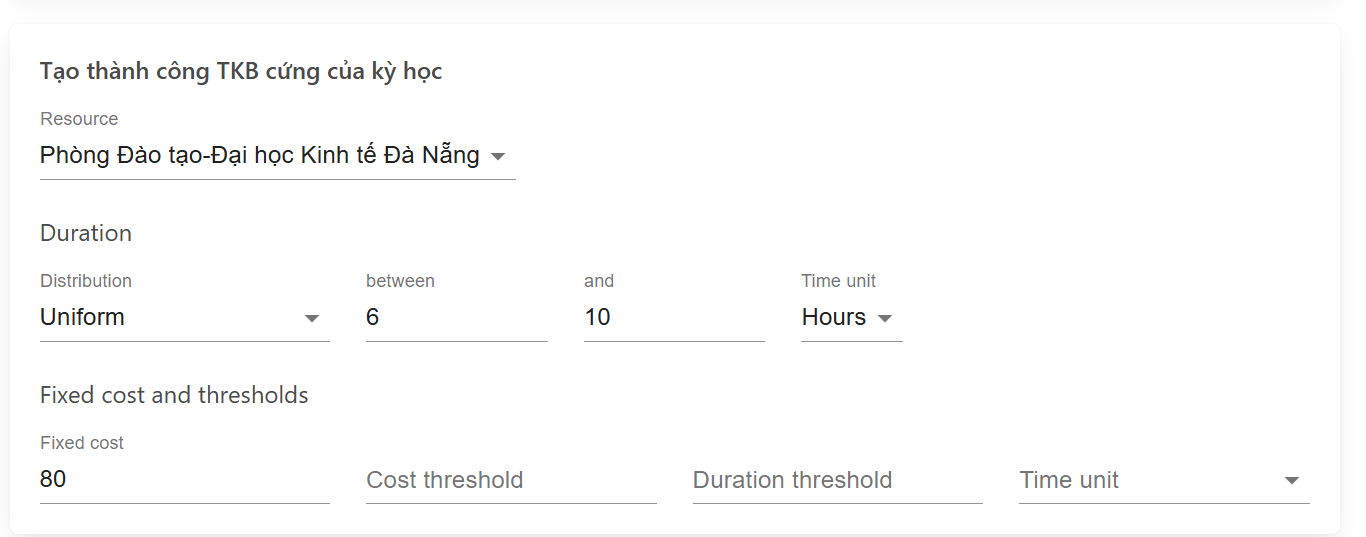 Tạo thành công TKB cứng của kỳ học
Resource
Phòng Đào tạo-Đại học Kinh tế Đà Nẵng
Duration
Distribution between and Time unit
Uniform 6 10 Hours
Fixed cost and thresholds
Fixed cost
80 Cost threshold Duration threshold Time unit